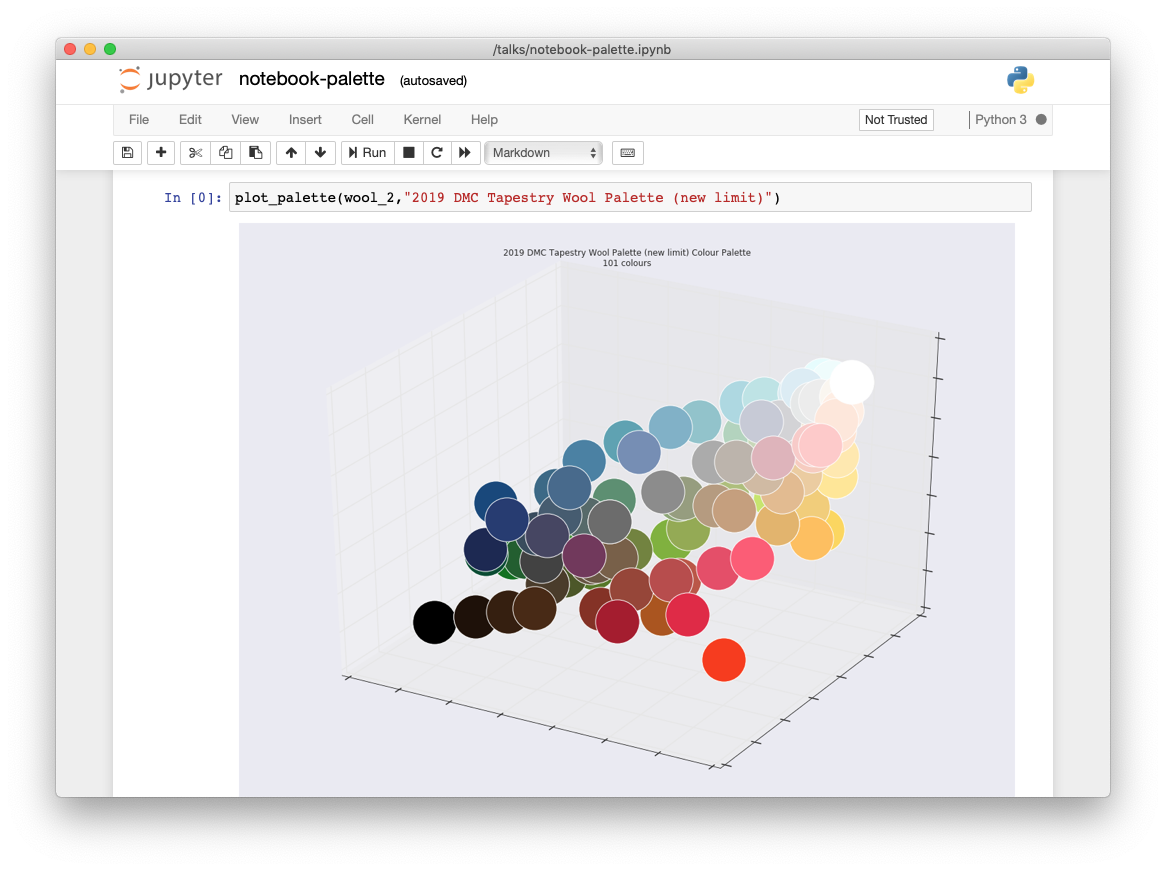 /talks/notebook-palette.ipynb
jupyter notebook-palette (autosaved)
File Edit View Insert Cell Kernel Help Not Trusted Python 3
Run Markdown
In [0]: plot_palette(wool_2,"2019 DMC Tapestry Wool Palette (new limit)")
2019 DMC Tapestry Wool Palette (new limit) Colour Palette
101 colours